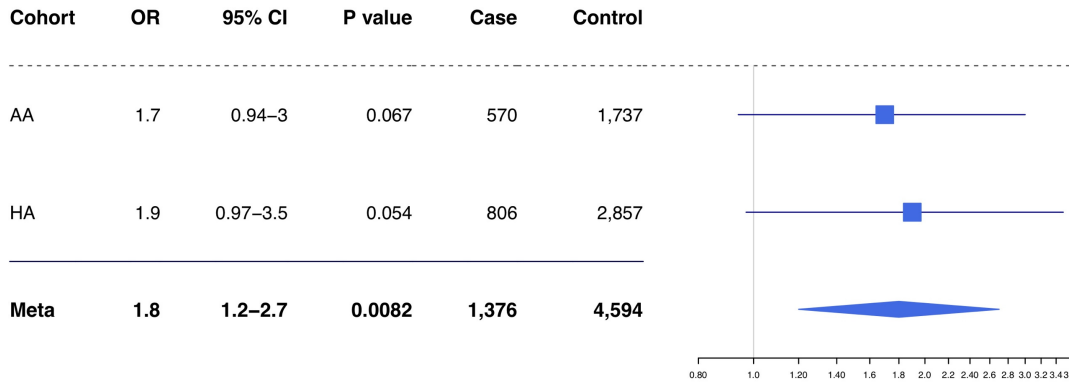 Cohort OR 95% CI P value Case Control
AA 1.7 0.94–3 0.067 570 1,737
HA 1.9 0.97–3.5 0.054 806 2,857
Meta 1.8 1.2–2.7 0.0082 1,376 4,594
0.80 1.0 1.20 1.40 1.6 1.8 2.0 2.2 2.40 2.6 2.8 3.0 3.2 3.4